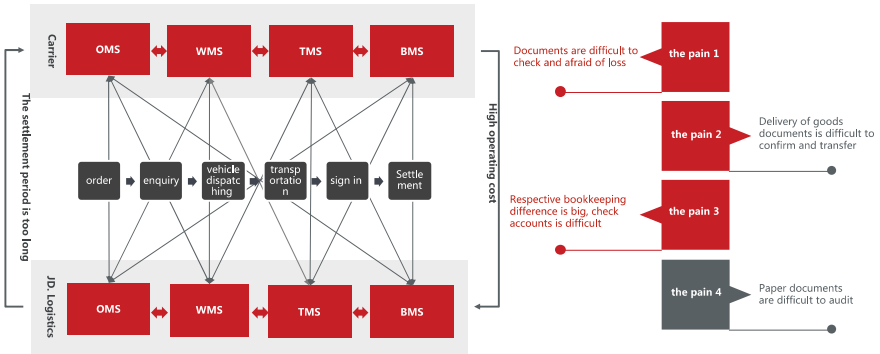 Carrier
OMS
WMS
TMS
BMS
The settlement period is too long
High operating cost
order
enquiry
vehicle
dispatc
hing
transp
ortatio
n
sign in
Settle
ment
JD. Logistics
OMS
WMS
TMS
BMS
Documents are difficult to
check and afraid of loss
the pain 1
the pain 2
Delivery of goods
documents is difficult to
confirm and transfer
Respective bookkeeping
difference is big, check
accounts is difficult
the pain 3
the pain 4
Paper documents
are difficult to audit